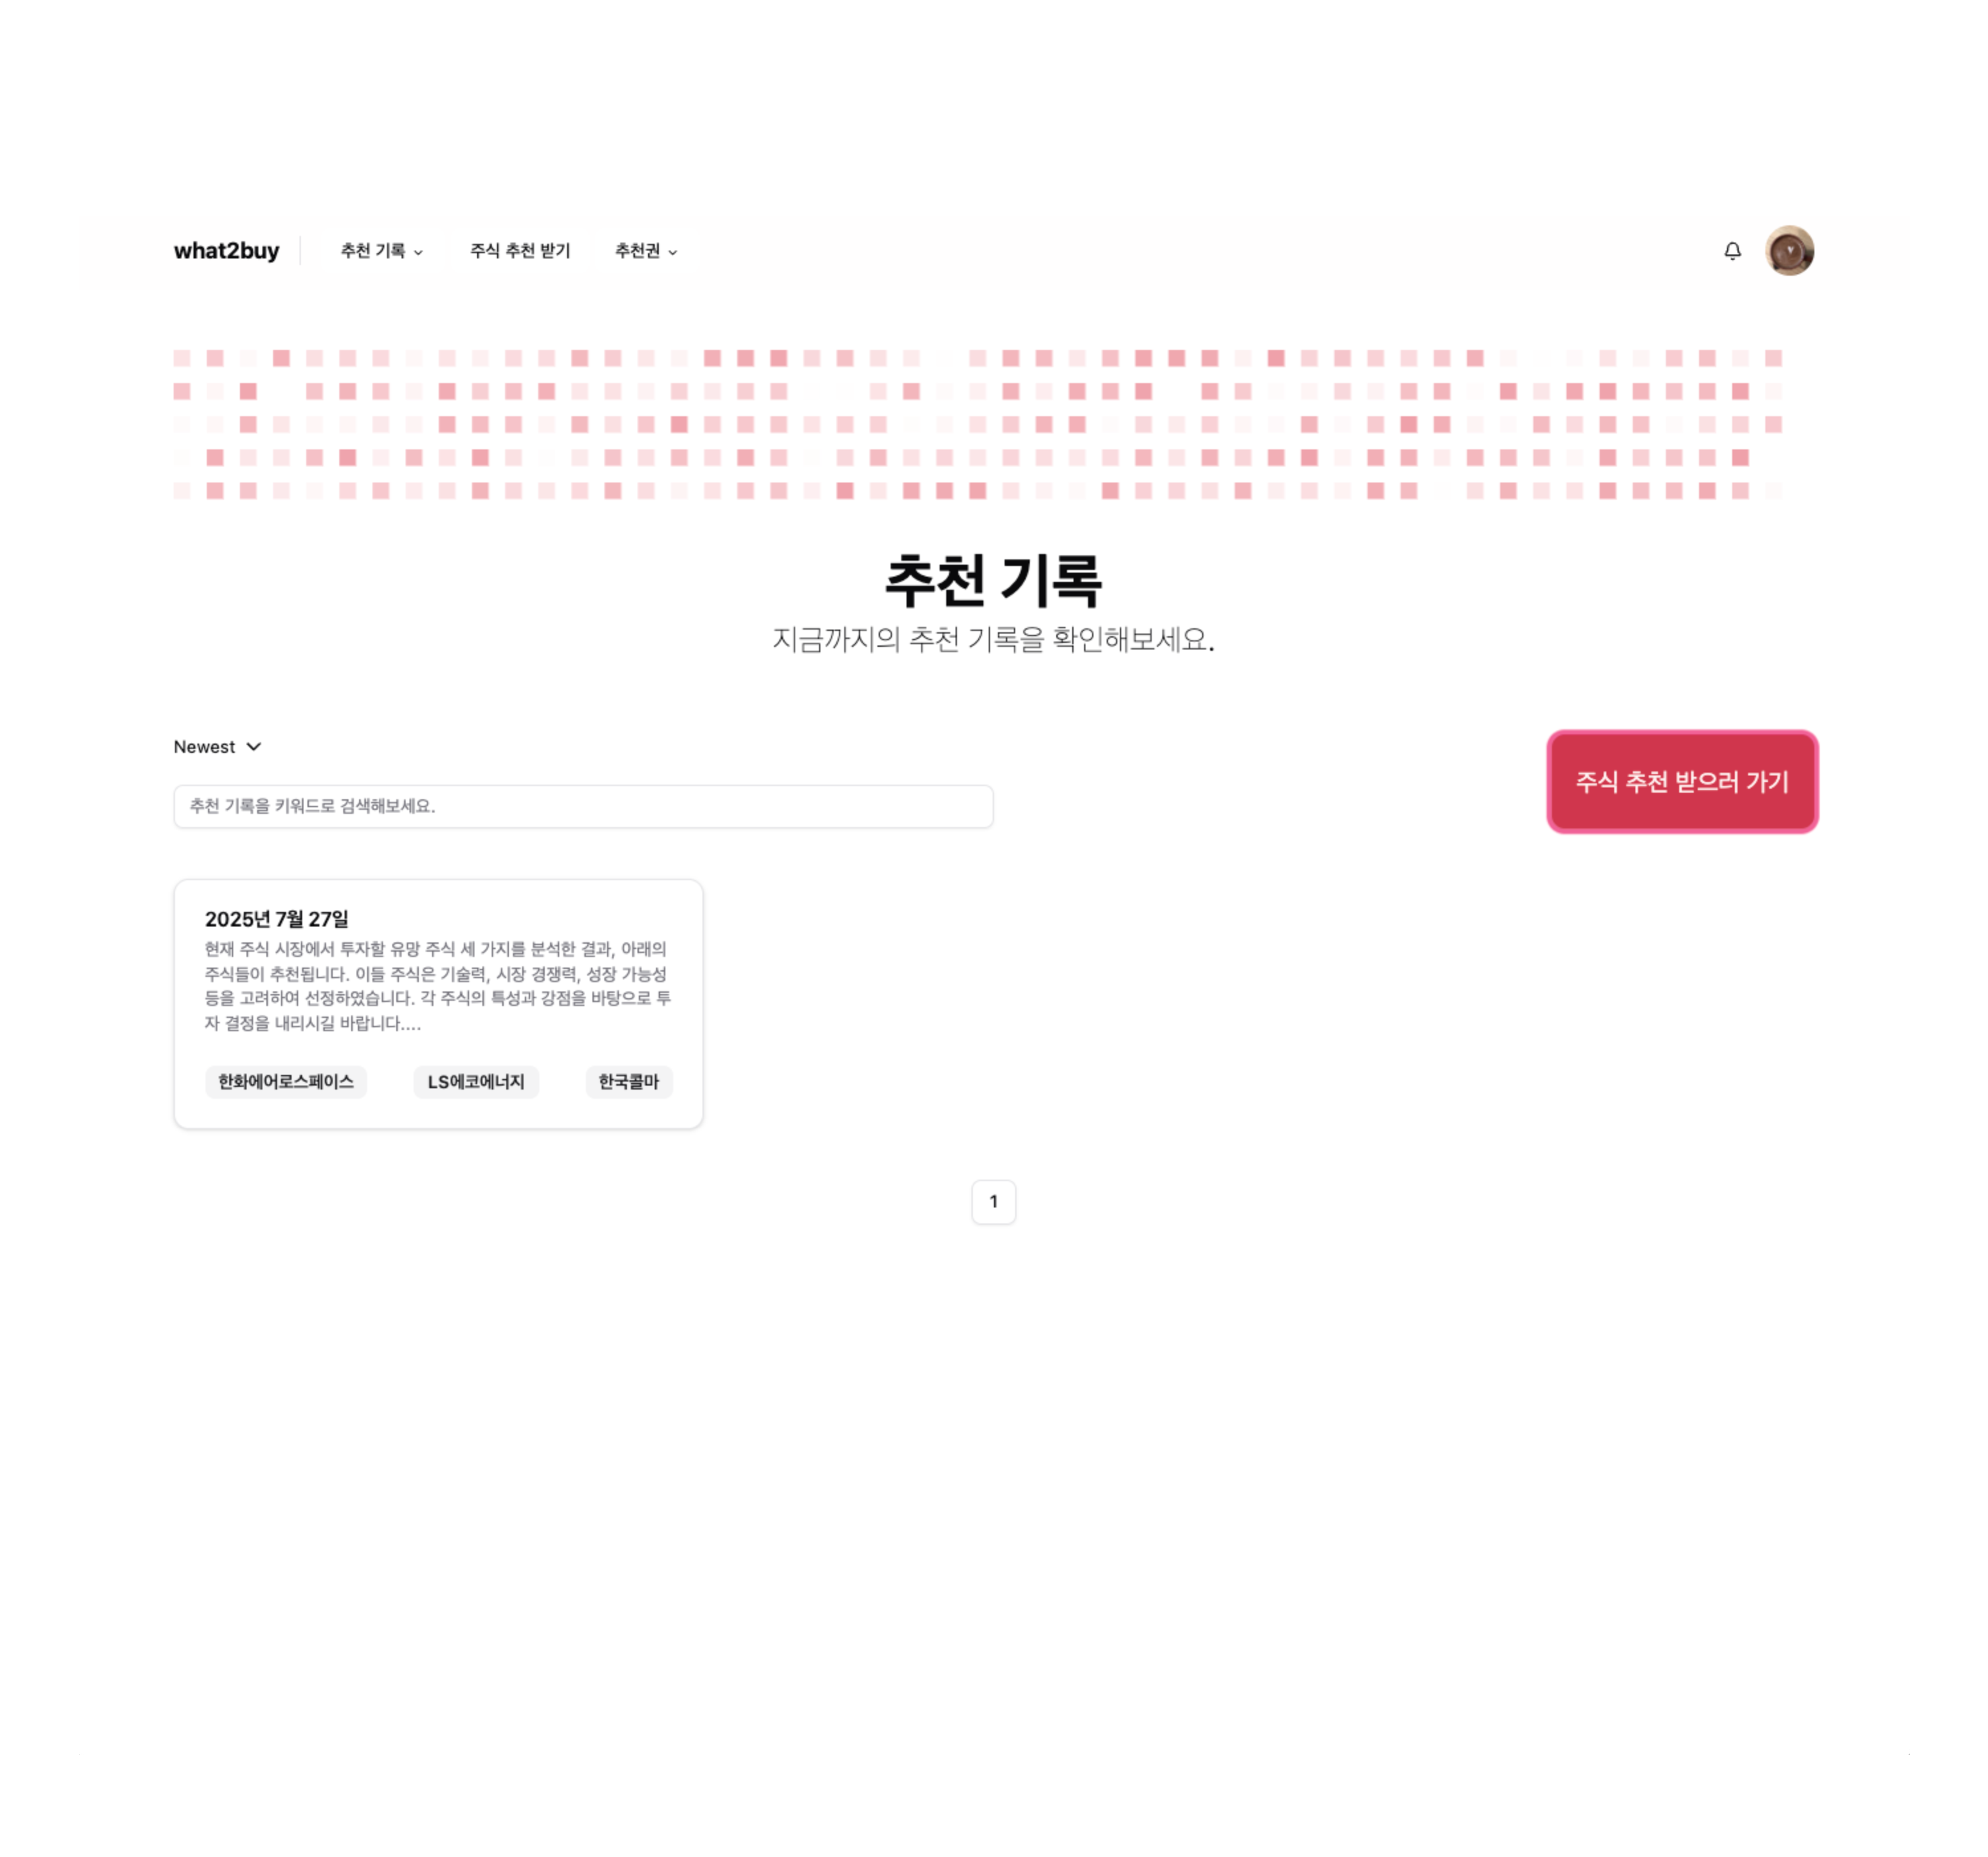 what2buy
추천 기록
주식 추천 받기
추천권
추천 기록
지금까지의 추천 기록을 확인해보세요.
Newest
주식 추천 받으러 가기
추천 기록을 키워드로 검색해보세요.
2025년 7월 27일
현재 주식 시장에서 투자할 유망 주식 세 가지를 분석한 결과, 아래의
주식들이 추천됩니다. 이들 주식은 기술력, 시장 경쟁력, 성장 가능성
등을 고려하여 선정하였습니다. 각 주식의 특성과 강점을 바탕으로 투
자 결정을 내리시길 바랍니다....
한화에어로스페이스
LS에코에너지
한국콜마
1